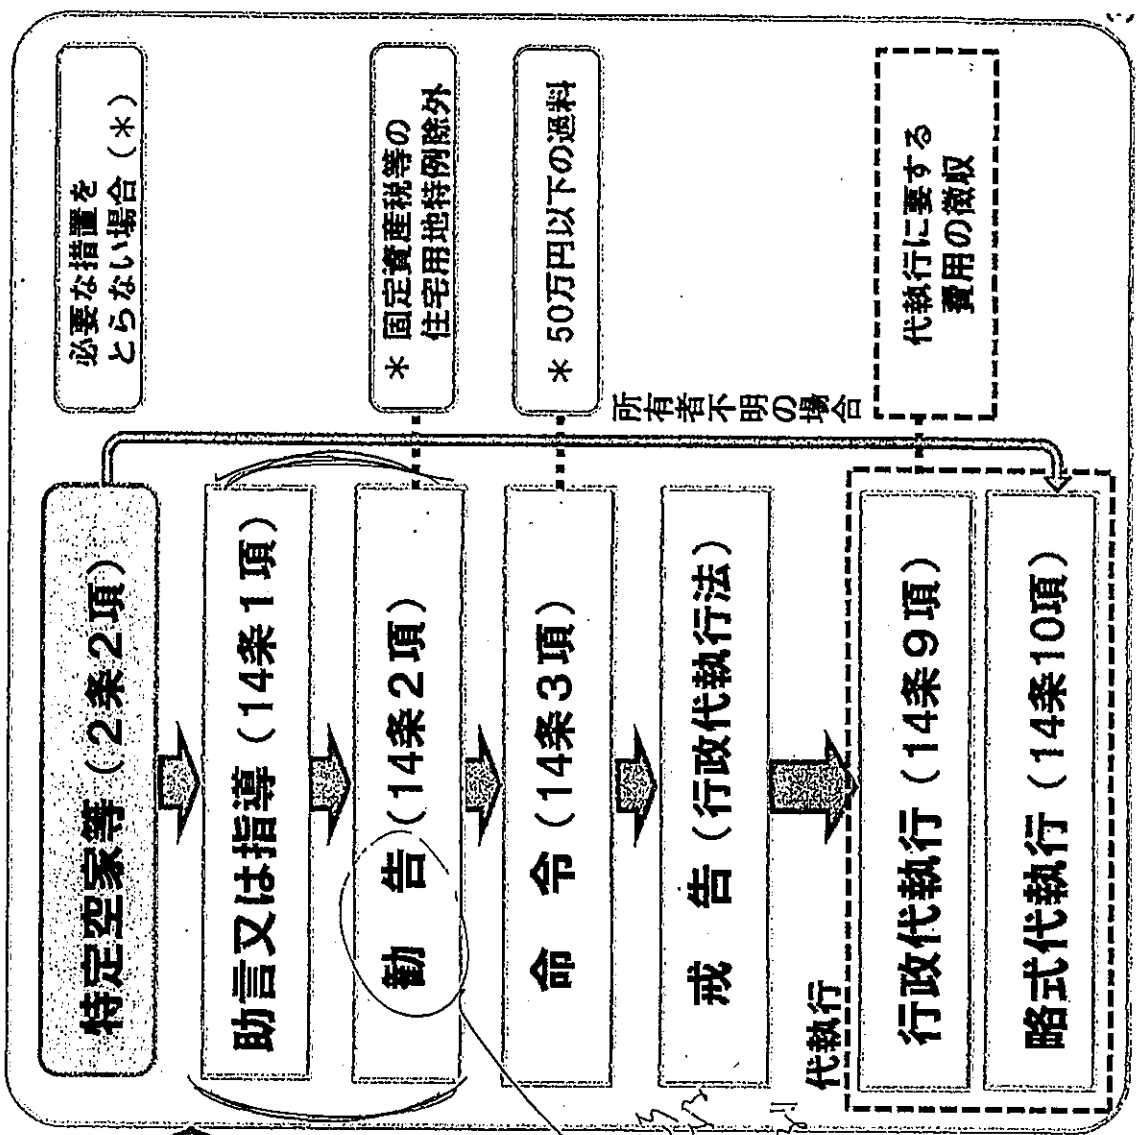 特定空家等（2条2項）
必要な措置を
とらない場合（＊）
助言又は指導（14条1項）
勧　告（14条2項）
＊ 固定資産税等の
住宅用地特例除外
命　令（14条3項）
＊ 50万円以下の過料
所有者不明の場合
戒　告（行政代執行法）
代執行
行政代執行（14条9項）
代執行に要する
費用の徴収
略式代執行（14条10項）